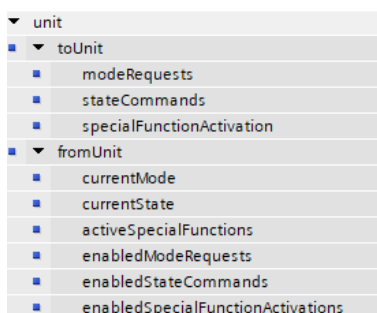 unit
toUnit
modeRequests
stateCommands
specialFunctionActivation
fromUnit
currentMode
currentState
activeSpecialFunctions
enabledModeRequests
enabledStateCommands
enabledSpecialFunctionActivations